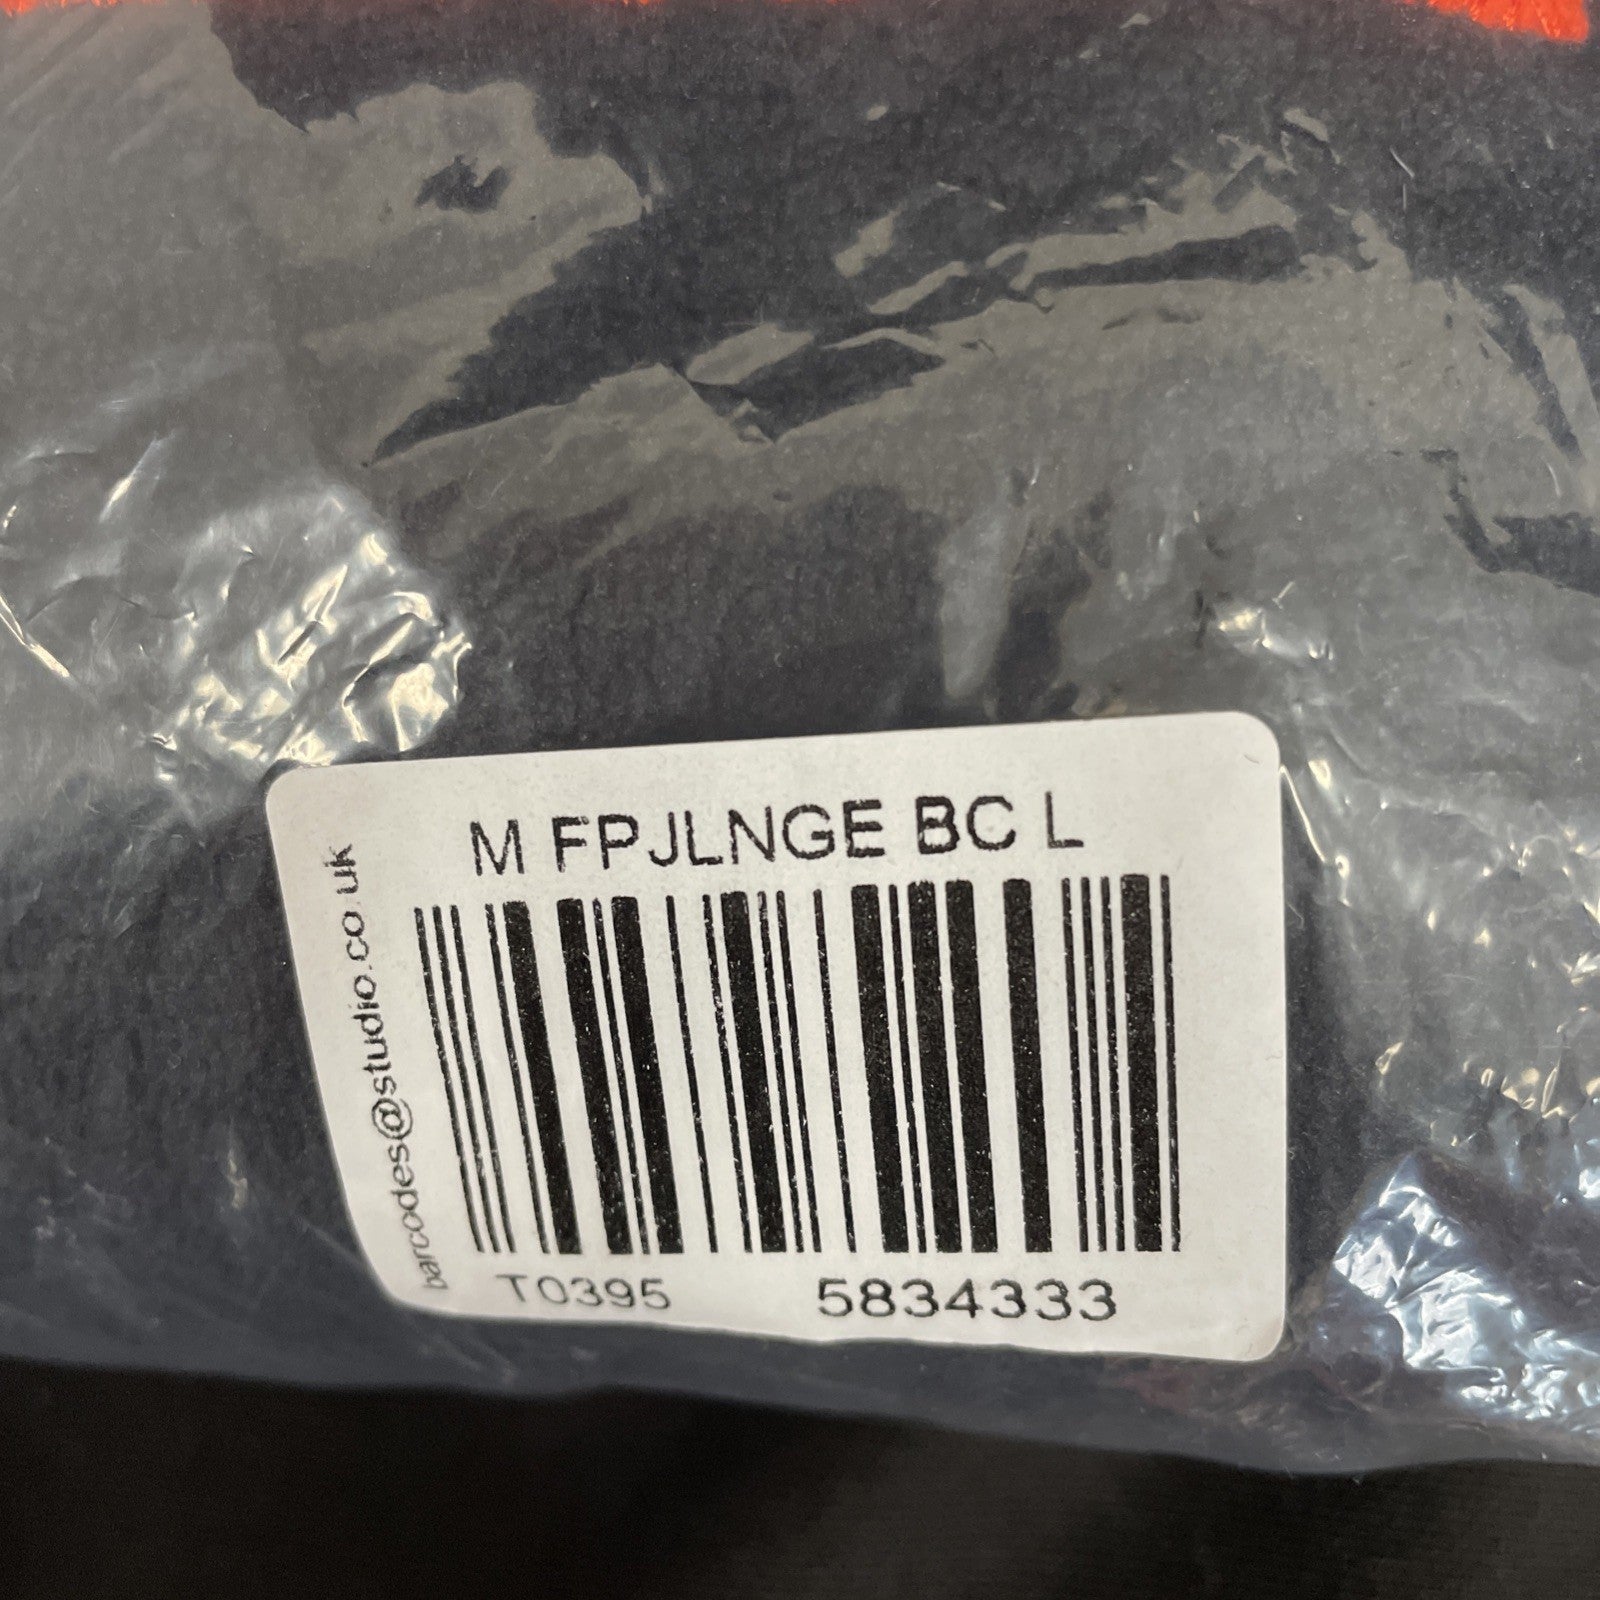 M FPJLNGE BC L
barcodes@studio.co.uk
T0395 5834333